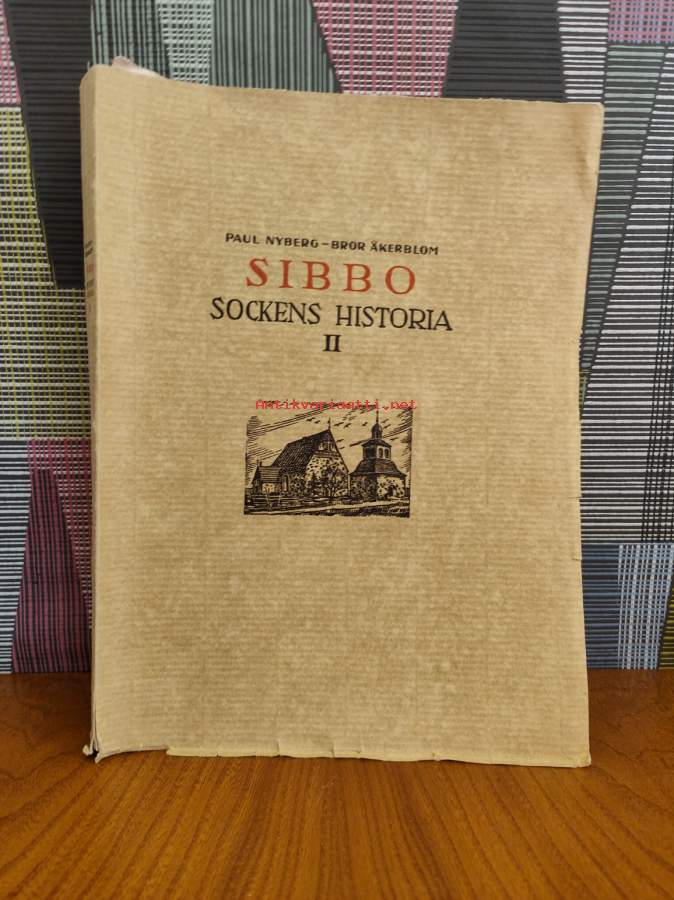 PAUL NYBERG – BROR ÅKERBLOM
SIBBO
SOCKENS HISTORIA
II
Antikvariaatti.net